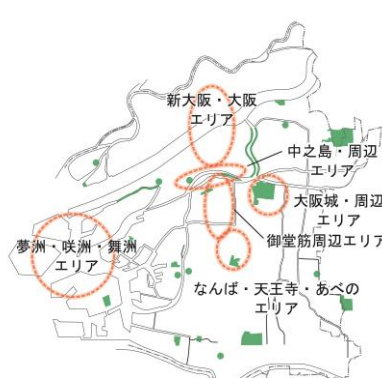 新大阪・大阪
エリア
中之島・周辺
エリア
大阪城・周辺
エリア
御堂筋周辺エリア
夢洲・咲洲・舞洲
エリア
なんば・天王寺・あべの
エリア